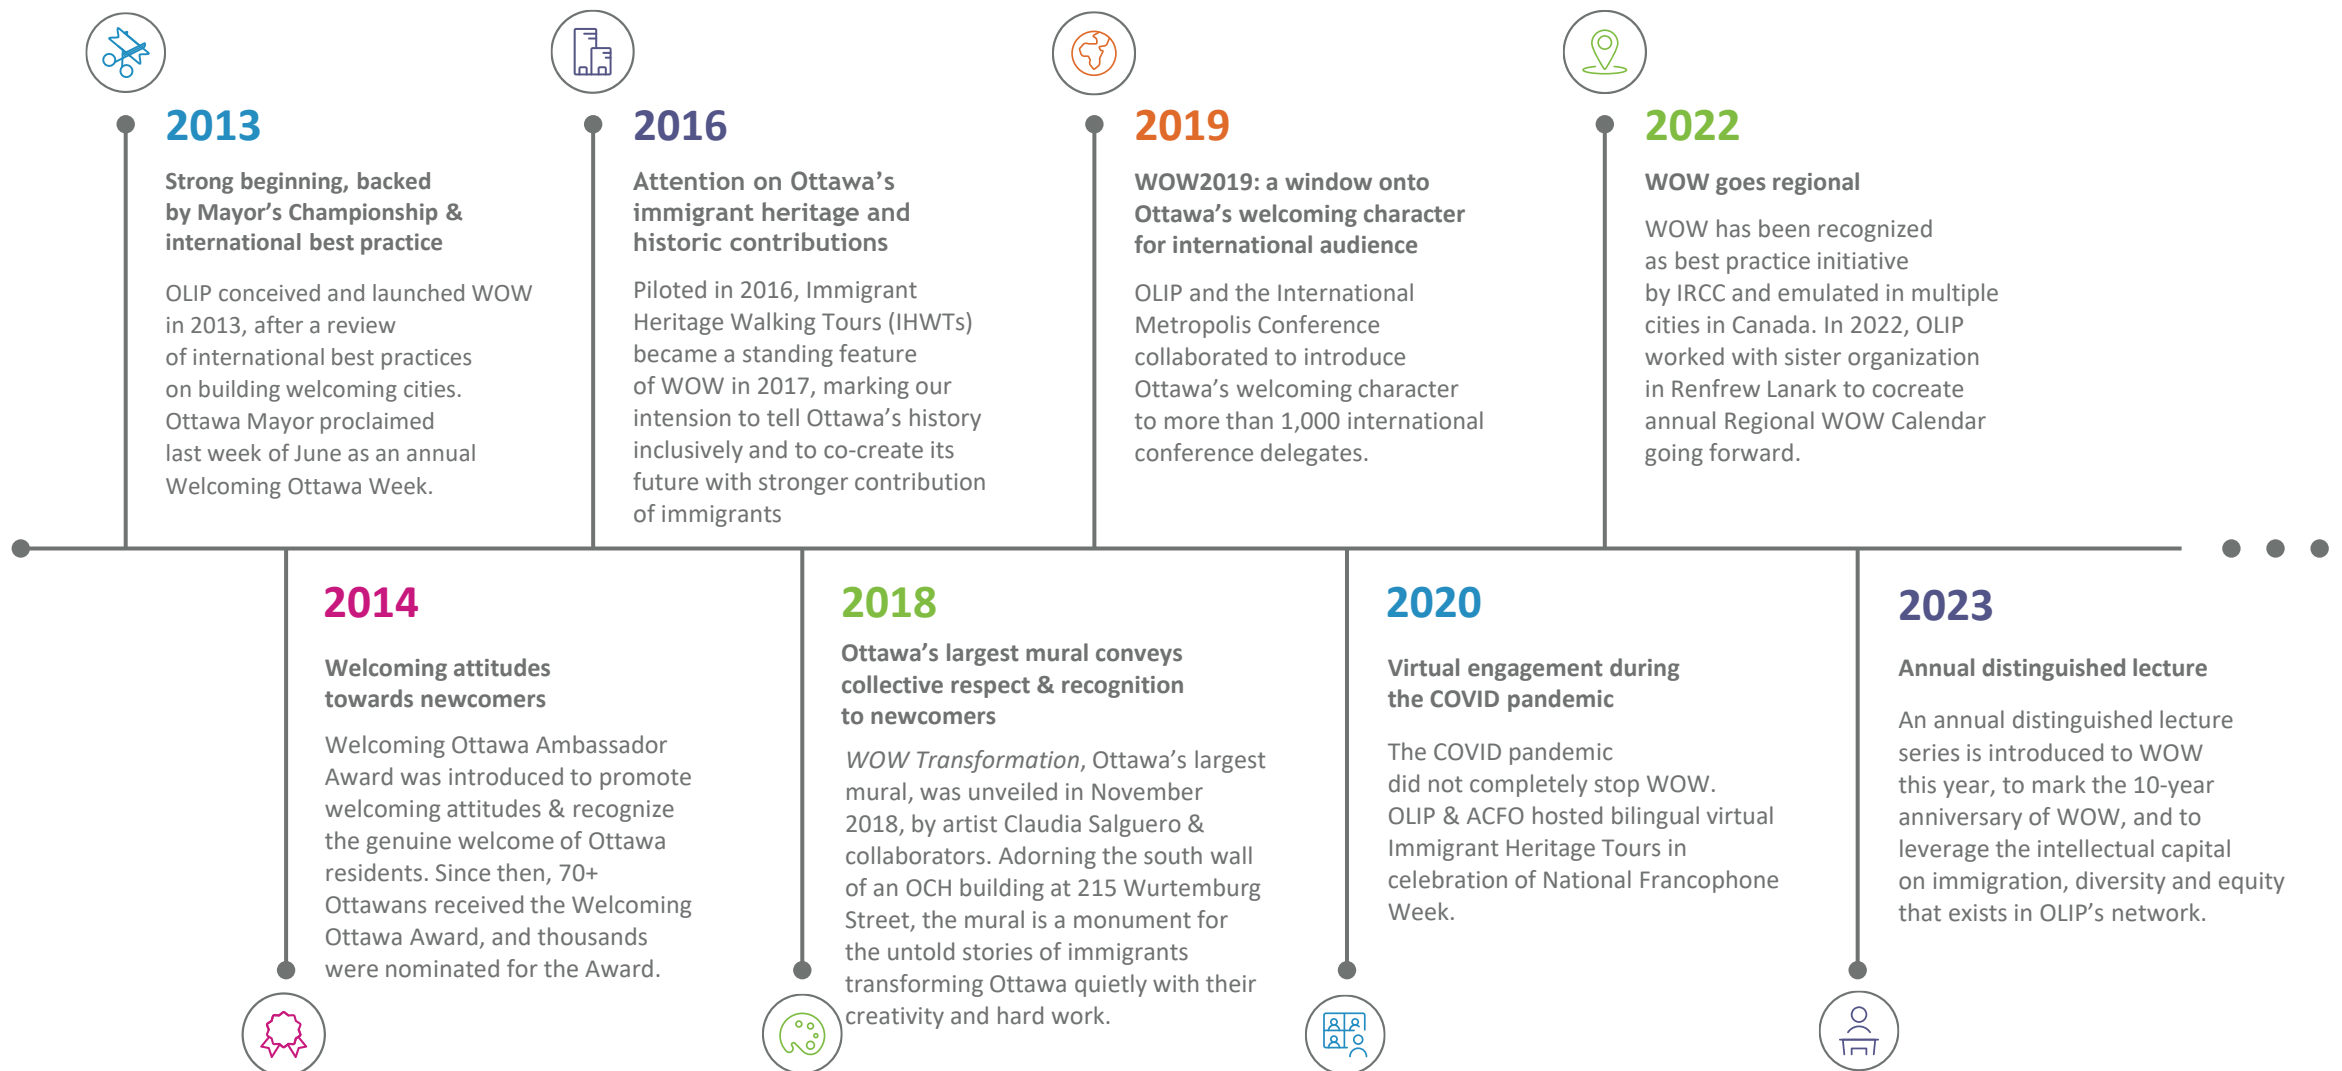 2013
Strong beginning, backed
by Mayor’s Championship &
international best practice
OLIP conceived and launched WOW
in 2013, after a review
of international best practices
on building welcoming cities.
Ottawa Mayor proclaimed
last week of June as an annual
Welcoming Ottawa Week.
2014
Welcoming attitudes
towards newcomers
Welcoming Ottawa Ambassador
Award was introduced to promote
welcoming attitudes & recognize
the genuine welcome of Ottawa
residents. Since then, 70+
Ottawans received the Welcoming
Ottawa Award, and thousands
were nominated for the Award.
2016
Attention on Ottawa’s
immigrant heritage and
historic contributions
Piloted in 2016, Immigrant
Heritage Walking Tours (IHWTs)
became a standing feature
of WOW in 2017, marking our
intension to tell Ottawa’s history
inclusively and to co-create its
future with stronger contribution
of immigrants
2018
Ottawa’s largest mural conveys
collective respect & recognition
to newcomers
WOW Transformation, Ottawa’s largest
mural, was unveiled in November
2018, by artist Claudia Salguero &
collaborators. Adorning the south wall
of an OCH building at 215 Wurtemburg
Street, the mural is a monument for
the untold stories of immigrants
transforming Ottawa quietly with their
creativity and hard work.
2019
WOW2019: a window onto
Ottawa’s welcoming character
for international audience
OLIP and the International
Metropolis Conference
collaborated to introduce
Ottawa’s welcoming character
to more than 1,000 international
conference delegates.
2020
Virtual engagement during
the COVID pandemic
The COVID pandemic
did not completely stop WOW.
OLIP & ACFO hosted bilingual virtual
Immigrant Heritage Tours in
celebration of National Francophone
Week.
2022
WOW goes regional
WOW has been recognized
as best practice initiative
by IRCC and emulated in multiple
cities in Canada. In 2022, OLIP
worked with sister organization
in Renfrew Lanark to cocreate
annual Regional WOW Calendar
going forward.
2023
Annual distinguished lecture
An annual distinguished lecture
series is introduced to WOW
this year, to mark the 10-year
anniversary of WOW, and to
leverage the intellectual capital
on immigration, diversity and equity
that exists in OLIP’s network.